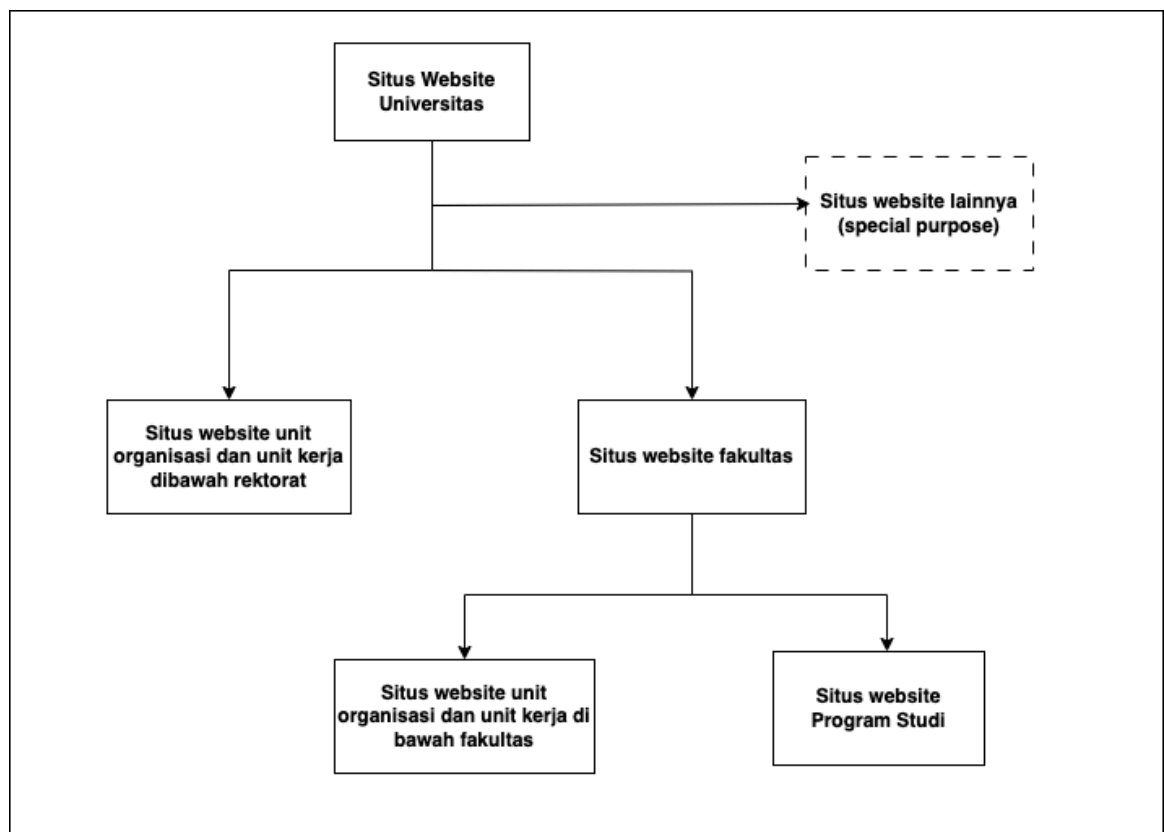 Situs Website
Universitas
Situs website lainnya
(special purpose)
Situs website unit
organisasi dan unit kerja
dibawah rektorat
Situs website fakultas
Situs website unit
organisasi dan unit kerja di
bawah fakultas
Situs website
Program Studi